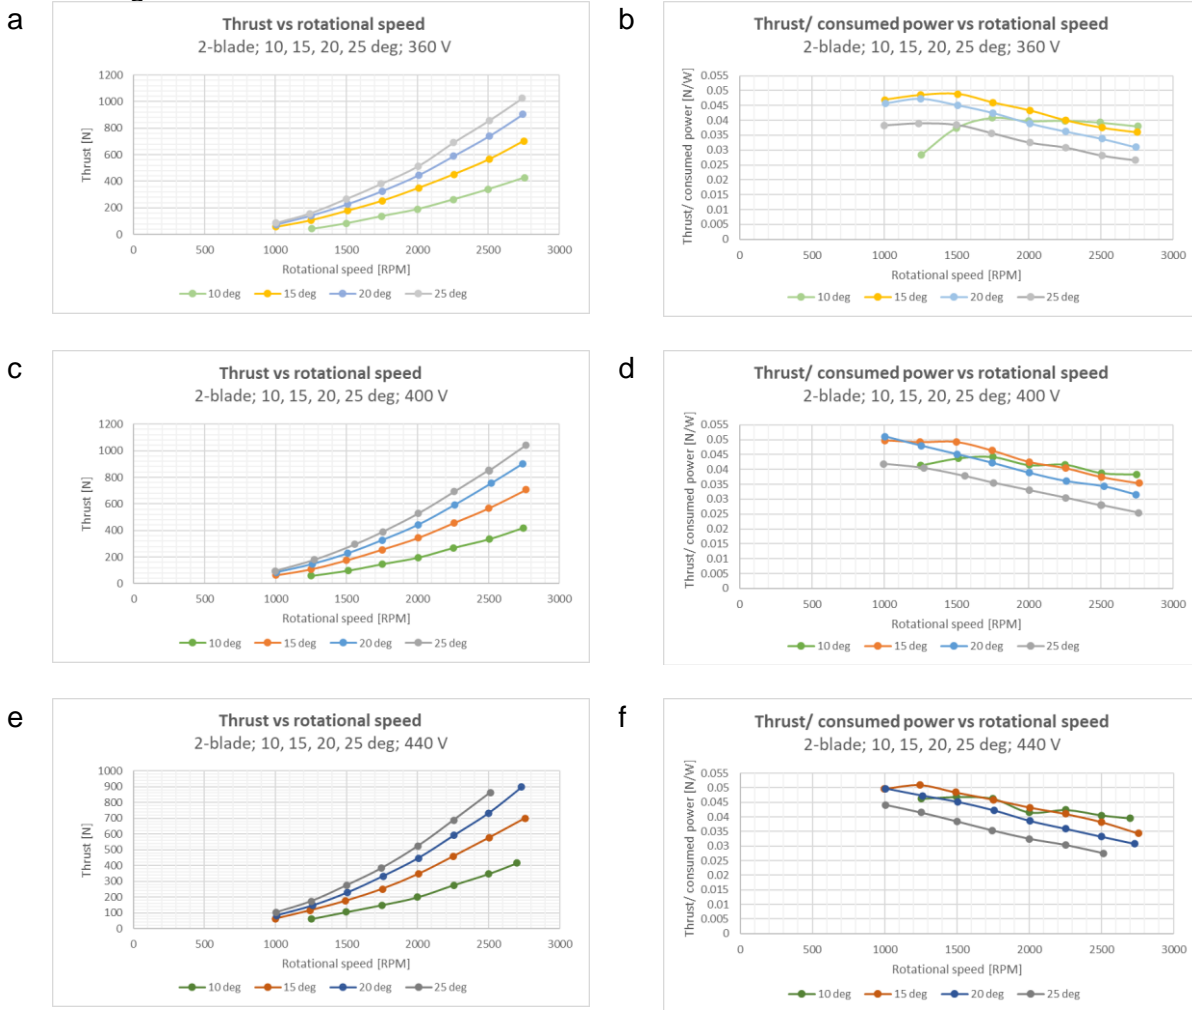 a
Thrust vs rotational speed
2-blade; 10, 15, 20, 25 deg; 360 V
Thrust [N]
1200
1000
800
600
400
200
0
0 500 1000 1500 2000 2500 3000
Rotational speed [RPM]
10 deg 15 deg 20 deg 25 deg
b
Thrust/ consumed power vs rotational speed
2-blade; 10, 15, 20, 25 deg; 360 V
Thrust/ consumed power [N/W]
0.055
0.05
0.045
0.04
0.035
0.03
0.025
0.02
0.015
0.01
0.005
0
0 500 1000 1500 2000 2500 3000
Rotational speed [RPM]
10 deg 15 deg 20 deg 25 deg
c
Thrust vs rotational speed
2-blade; 10, 15, 20, 25 deg; 400 V
Thrust [N]
1200
1000
800
600
400
200
0
0 500 1000 1500 2000 2500 3000
Rotational speed [RPM]
10 deg 15 deg 20 deg 25 deg
d
Thrust/ consumed power vs rotational speed
2-blade; 10, 15, 20, 25 deg; 400 V
Thrust/ consumed power [N/W]
0.055
0.05
0.045
0.04
0.035
0.03
0.025
0.02
0.015
0.01
0.005
0
0 500 1000 1500 2000 2500 3000
Rotational speed [RPM]
10 deg 15 deg 20 deg 25 deg
e
Thrust vs rotational speed
2-blade; 10, 15, 20, 25 deg; 440 V
Thrust [N]
1000
900
800
700
600
500
400
300
200
100
0
0 500 1000 1500 2000 2500 3000
Rotational speed [RPM]
10 deg 15 deg 20 deg 25 deg
f
Thrust/ consumed power vs rotational speed
2-blade; 10, 15, 20, 25 deg; 440 V
Thrust/ consumed power [N/W]
0.055
0.05
0.045
0.04
0.035
0.03
0.025
0.02
0.015
0.01
0.005
0
0 500 1000 1500 2000 2500 3000
Rotational speed [RPM]
10 deg 15 deg 20 deg 25 deg